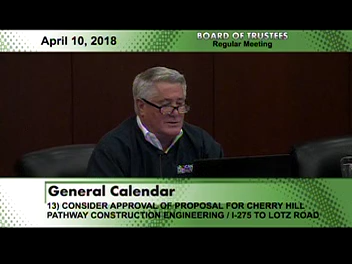 April 10, 2018
BOARD OF TRUSTEES
Regular Meeting
General Calendar
13) CONSIDER APPROVAL OF PROPOSAL FOR CHERRY HILL
PATHWAY CONSTRUCTION ENGINEERING / I-275 TO LOTZ ROAD